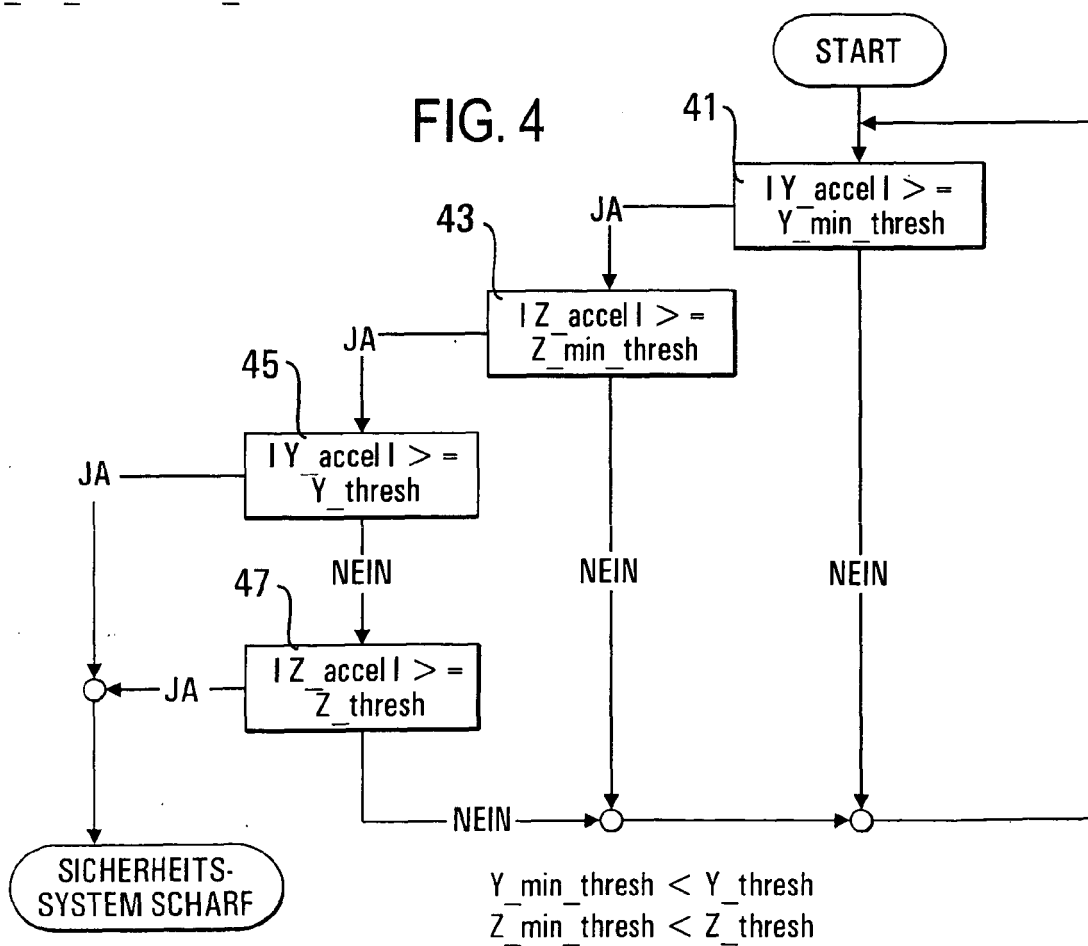 START
FIG. 4
41
| Y_accel | > =
Y_min_thresh
JA
43
| Z_accel | > =
Z_min_thresh
JA
45
| Y_accel | > =
Y_thresh
JA
NEIN
NEIN
NEIN
47
| Z_accel | > =
Z_thresh
JA
NEIN
SICHERHEITS-
SYSTEM SCHARF
Y_min_thresh < Y_thresh
Z_min_thresh < Z_thresh